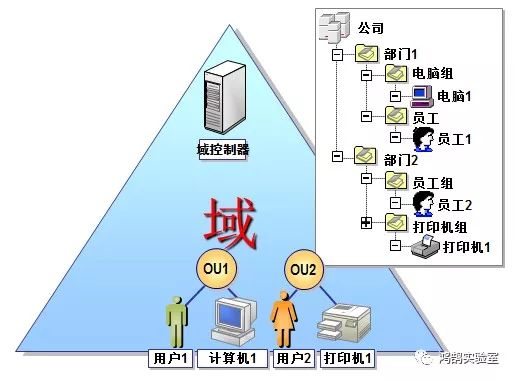 公司
部门1
电脑组
电脑1
员工
员工1
部门2
员工组
员工2
打印机组
打印机1
域控制器
域
OU1
OU2
用户1
计算机1
用户2
打印机1
鸿鹄实验室